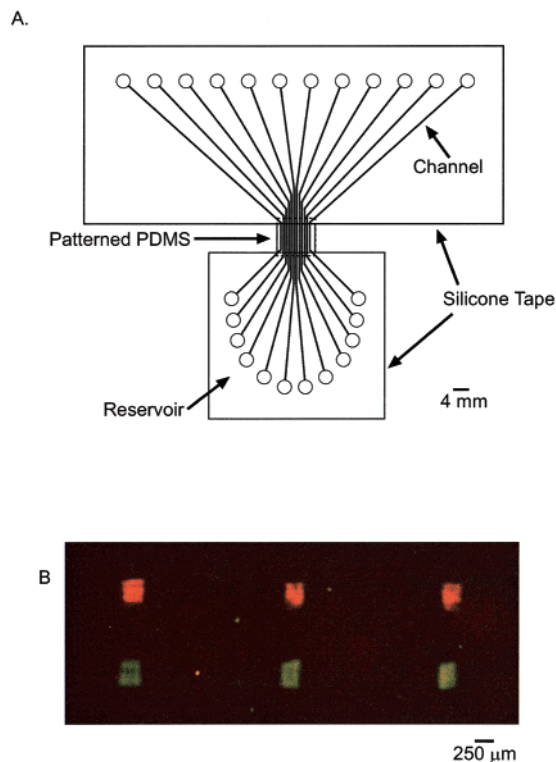 A.
Channel
Patterned PDMS
Silicone Tape
Reservoir
4 mm
B
250 μm